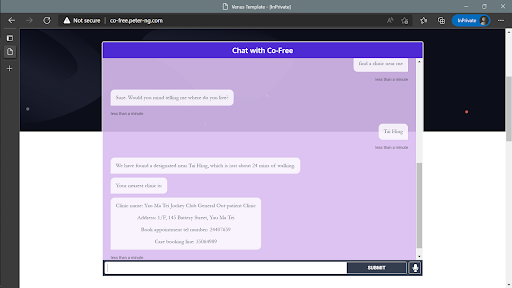 Venus Template - [InPrivate]
Not secure | co-free.peter-ng.com
InPrivate
Chat with Co-Free
find a clinic near me
less than a minute
Sure. Would you mind telling me where do you live?
less than a minute
Tai Hing
less than a minute
We have found a designated near Tai Hing, which is just about 24 mins of walking
Your nearest clinic is:
Clinic name: Yau Ma Tei Jockey Club General Out-patient Clinic
Address: 1/F, 145 Battery Street, Yau Ma Tei
Book appointment tel number: 24407659
Care booking line: 35064989
less than a minute
SUBMIT